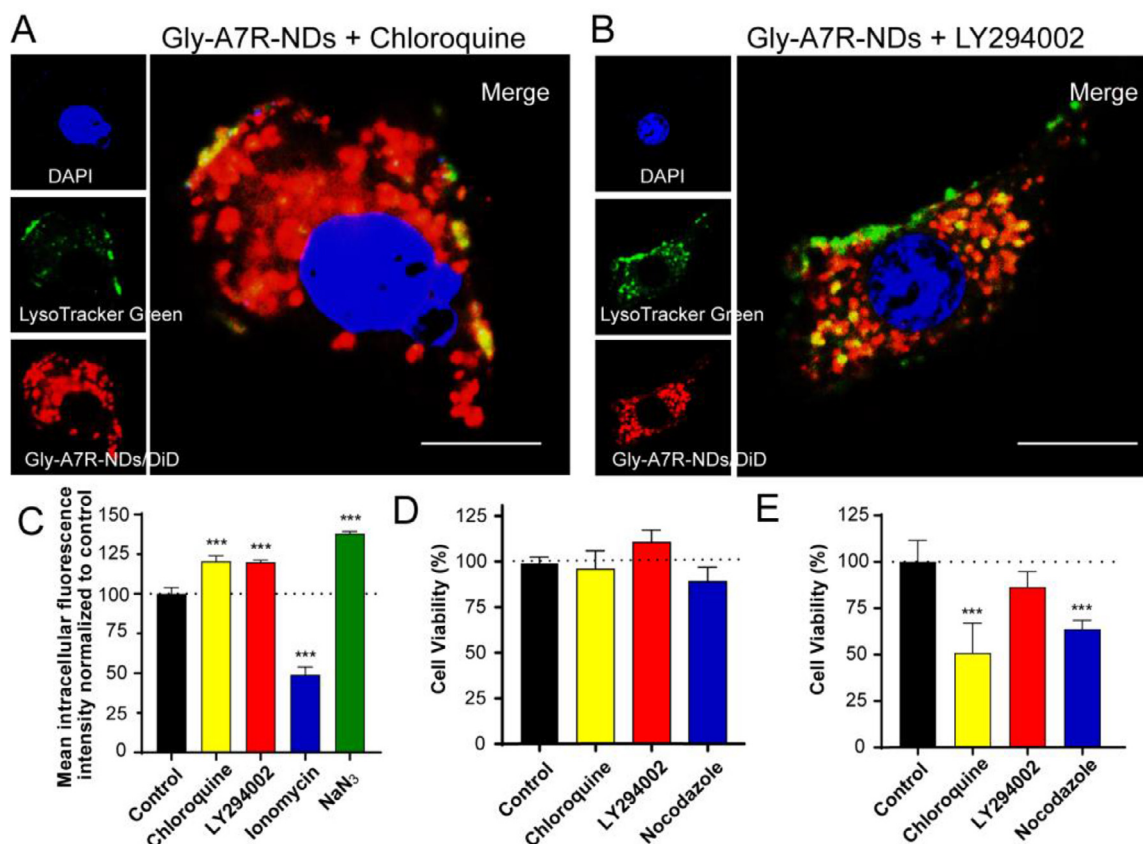 A
Gly-A7R-NDs + Chloroquine
Merge
DAPI
LysoTracker Green
Gly-A7R-NDs/DiD
B
Gly-A7R-NDs + LY294002
Merge
DAPI
LysoTracker Green
Gly-A7R-NDs/DiD
C
Mean intracellular fluorescence
intensity normalized to control
150
125
100
75
50
25
0
***
***
***
***
Control
Chloroquine
LY294002
Ionomycin
NaN₃
D
Cell Viability (%)
125
100
75
50
25
0
Control
Chloroquine
LY294002
Nocodazole
E
Cell Viability (%)
125
100
75
50
25
0
***
***
Control
Chloroquine
LY294002
Nocodazole